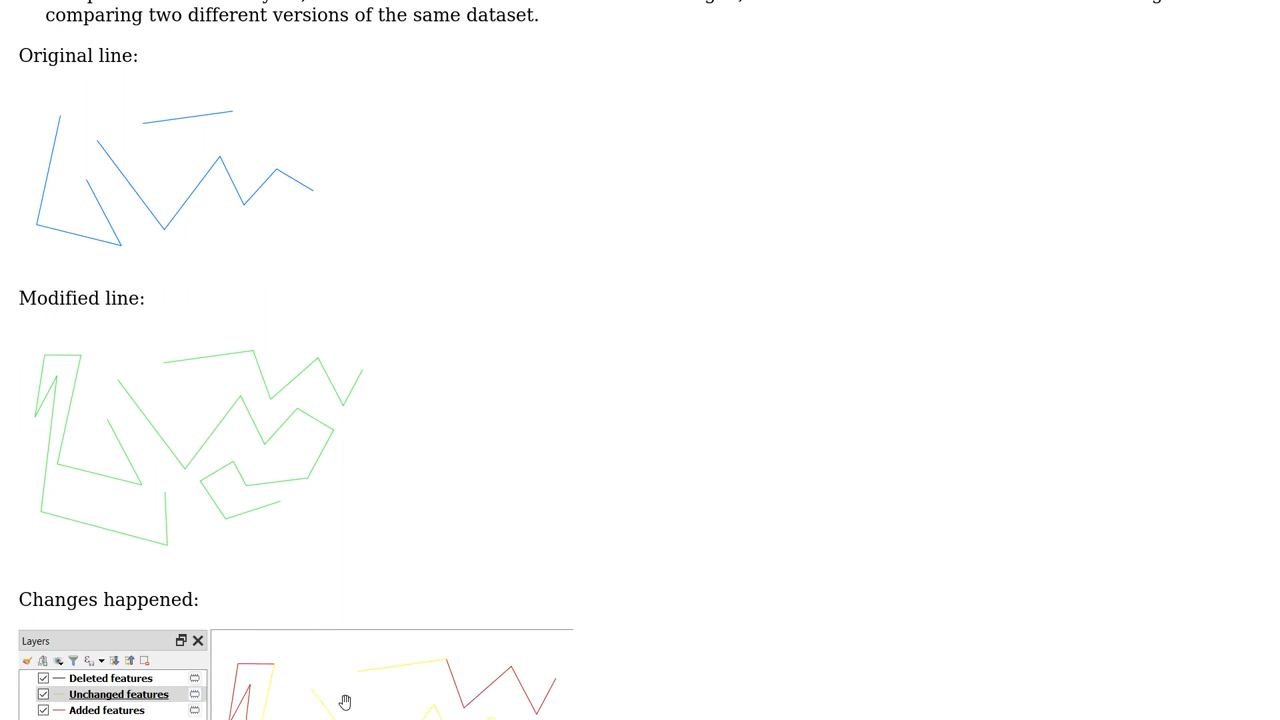 comparing two different versions of the same dataset.
Original line:
Modified line:
Changes happened:
Layers
Deleted features
Unchanged features
Added features